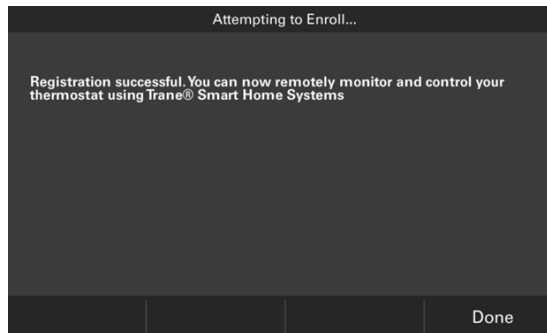 Attempting to Enroll...
Registration successful. You can now remotely monitor and control your
thermostat using Trane® Smart Home Systems
Done